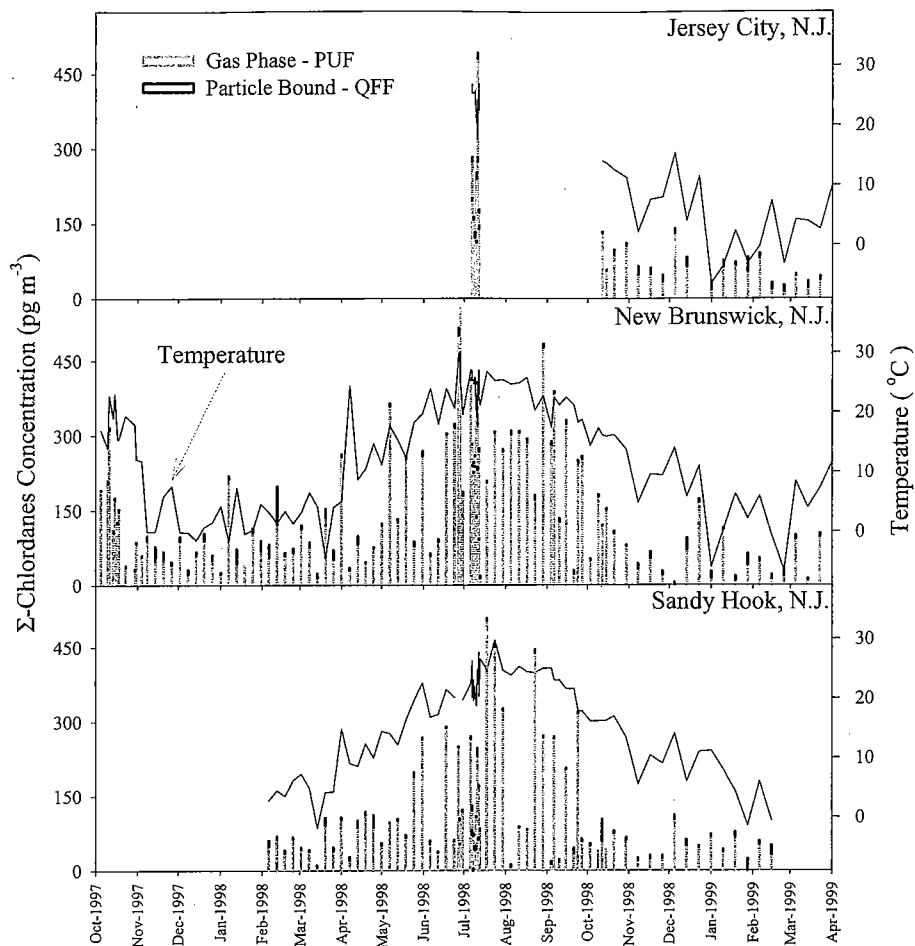 Jersey City, N.J.
Gas Phase - PUF
Particle Bound - QFF
450
300
150
0
30
20
10
0
New Brunswick, N.J.
Temperature
450
300
150
0
30
20
10
0
Sandy Hook, N.J.
450
300
150
0
30
20
10
0
Σ-Chlordanes Concentration (pg m⁻³)
Temperature ( °C)
Oct-1997
Nov-1997
Dec-1997
Jan-1998
Feb-1998
Mar-1998
Apr-1998
May-1998
Jun-1998
Jul-1998
Aug-1998
Sep-1998
Oct-1998
Nov-1998
Dec-1998
Jan-1999
Feb-1999
Mar-1999
Apr-1999